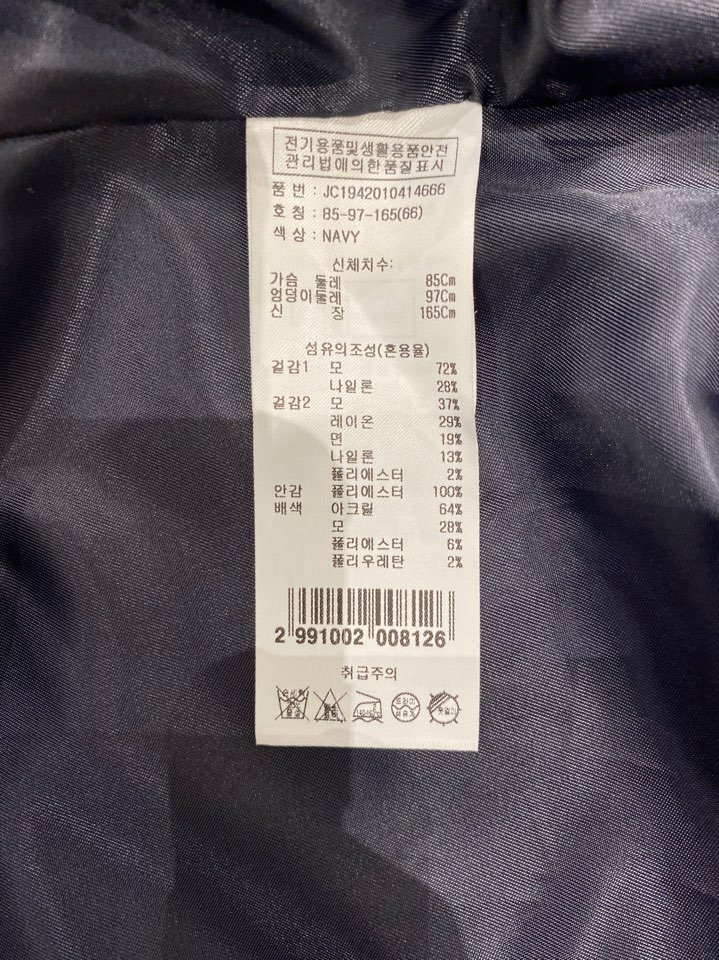 전기용품및생활용품안전
관리법에의한품질표시
품 번 : JC1942010414666
호 칭 : 85-97-165(66)
색 상 : NAVY
신체치수:
가슴 둘레 85Cm
엉덩이둘레 97Cm
신 장 165Cm
섬유의조성(혼용율)
겉감1 모 72%
나일론 28%
겉감2 모 37%
레이온 29%
면 19%
나일론 13%
폴리에스터 2%
안감 폴리에스터 100%
배색 아크릴 64%
모 28%
폴리에스터 6%
폴리우레탄 2%
2 991002 008126
취급주의
드라이
석유계